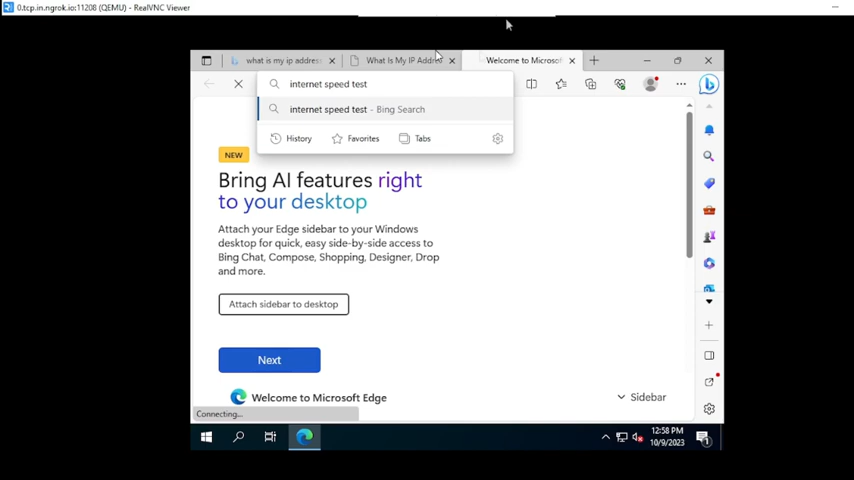 0.tcp.in.ngrok.io:11208 (QEMU) - RealVNC Viewer
what is my ip address
What Is My IP Addre
Welcome to Microsof
internet speed test
internet speed test - Bing Search
History
Favorites
Tabs
NEW
Bring AI features right
to your desktop
Attach your Edge sidebar to your Windows
desktop for quick, easy side-by-side access to
Bing Chat, Compose, Shopping, Designer, Drop
and more.
Attach sidebar to desktop
Next
Welcome to Microsoft Edge
Sidebar
Connecting...
12:58 PM
10/9/2023
1